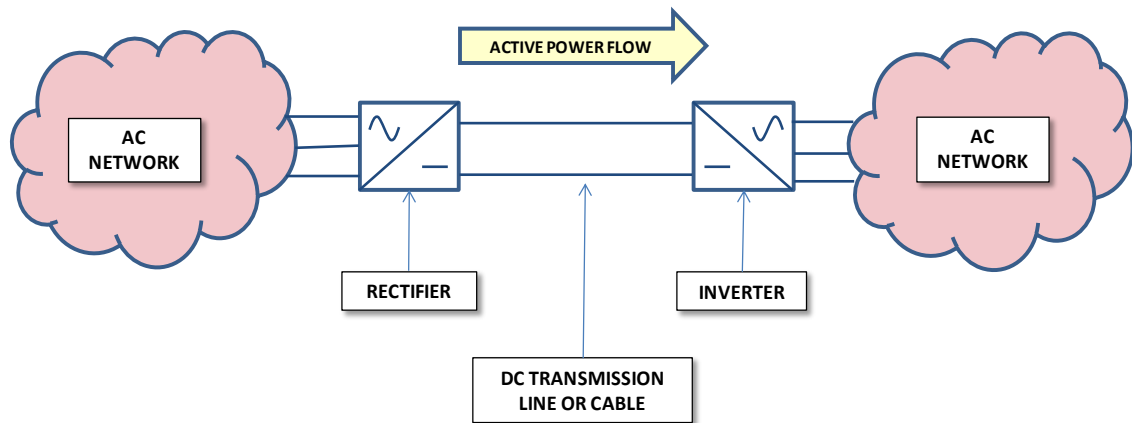 ACTIVE POWER FLOW
AC
NETWORK
AC
NETWORK
RECTIFIER
INVERTER
DC TRANSMISSION
LINE OR CABLE